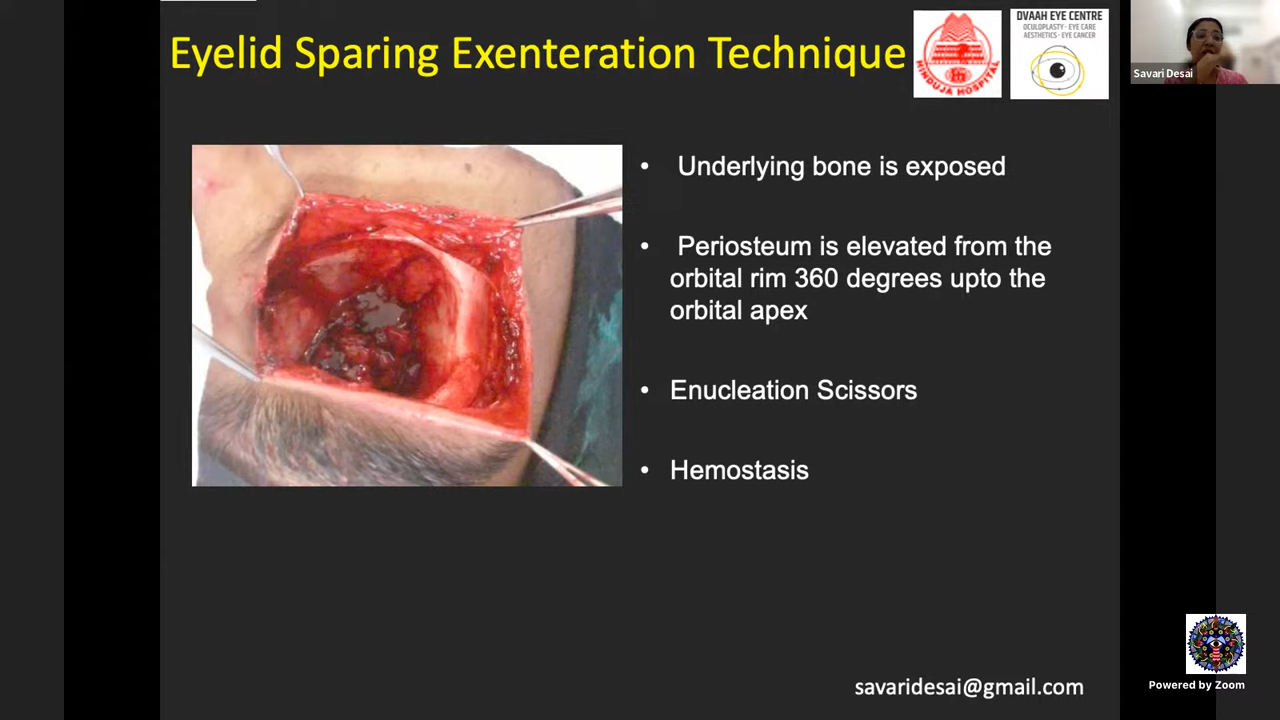 Eyelid Sparing Exenteration Technique
HINDUJA HOSPITAL
DVAAH EYE CENTRE
OCULOPLASTY · EYE CARE
AESTHETICS · EYE CANCER
Savari Desai
• Underlying bone is exposed
• Periosteum is elevated from the
orbital rim 360 degrees upto the
orbital apex
• Enucleation Scissors
• Hemostasis
savaridesai@gmail.com
Powered by Zoom